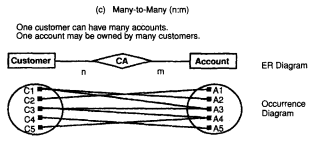 (c) Many-to-Many (n:m)
One customer can have many accounts.
One account may be owned by many customers.
Customer CA Account
n m
ER Diagram
C1 A1
C2 A2
C3 A3
C4 A4
C5 A5
Occurrence
Diagram